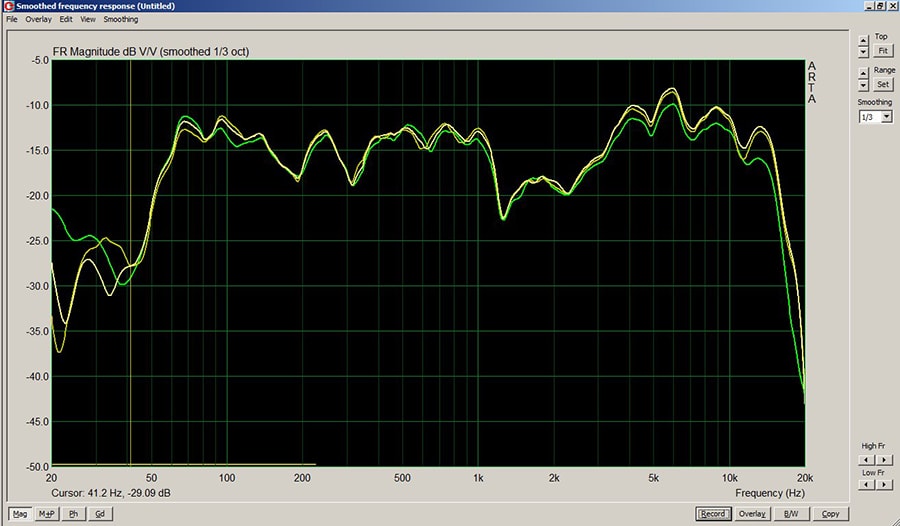 Smoothed frequency response (Untitled)
File Overlay Edit View Smoothing
FR Magnitude dB V/V (smoothed 1/3 oct)
-5.0
-10.0
-15.0
-20.0
-25.0
-30.0
-35.0
-40.0
-45.0
-50.0
20 50 100 200 500 1k 2k 5k 10k 20k
Cursor: 41.2 Hz, -29.09 dB
Frequency (Hz)
A
R
T
A
Top
Fit
Range
Set
Smoothing
1/3
High Fr
Low Fr
Mag M+P Ph Gd Record Overlay B/W Copy